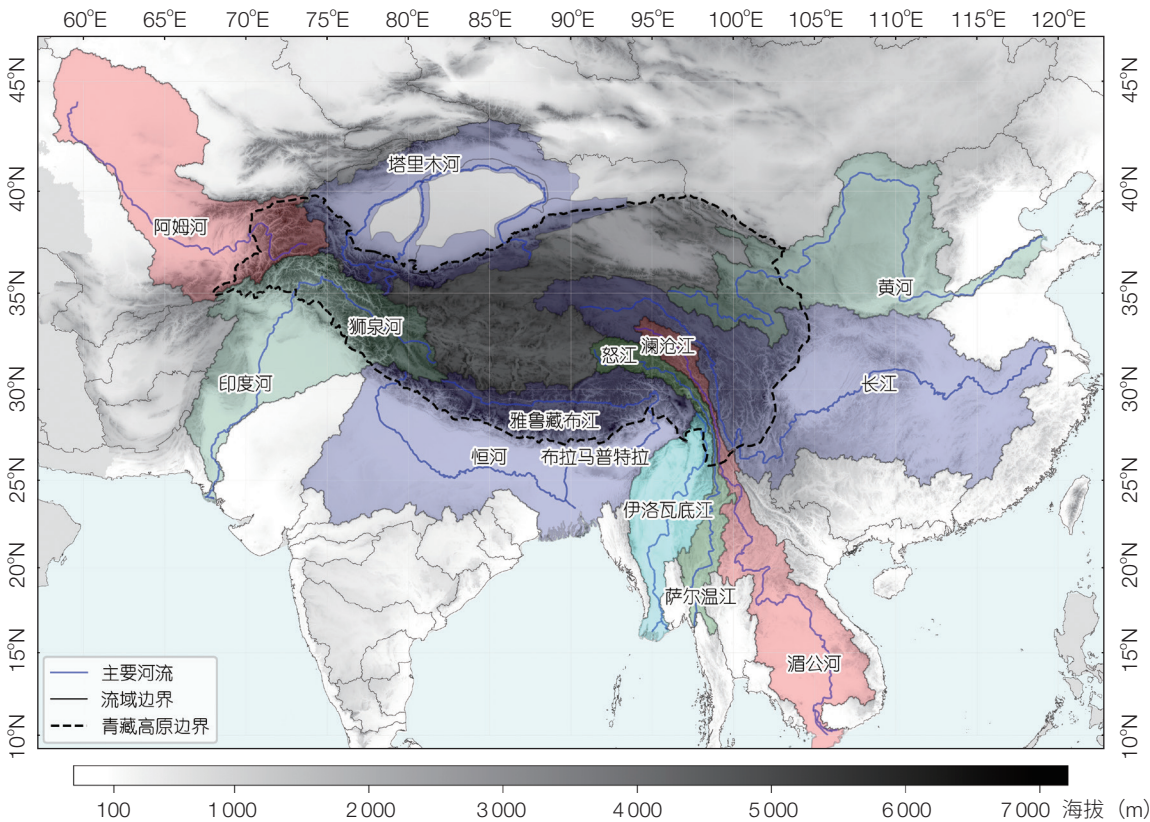 60°E 65°E 70°E 75°E 80°E 85°E 90°E 95°E 100°E 105°E 110°E 115°E 120°E
45°N 45°N
塔里木河
40°N 40°N
阿姆河
黄河
35°N 35°N
狮泉河
澜沧江
怒江
印度河
长江
30°N 30°N
雅鲁藏布江
恒河
布拉马普特拉
25°N 25°N
伊洛瓦底江
20°N 20°N
萨尔温江
湄公河
15°N 15°N
主要河流
流域边界
青藏高原边界
10°N 10°N
100 1 000 2 000 3 000 4 000 5 000 6 000 7 000 海拔 (m)